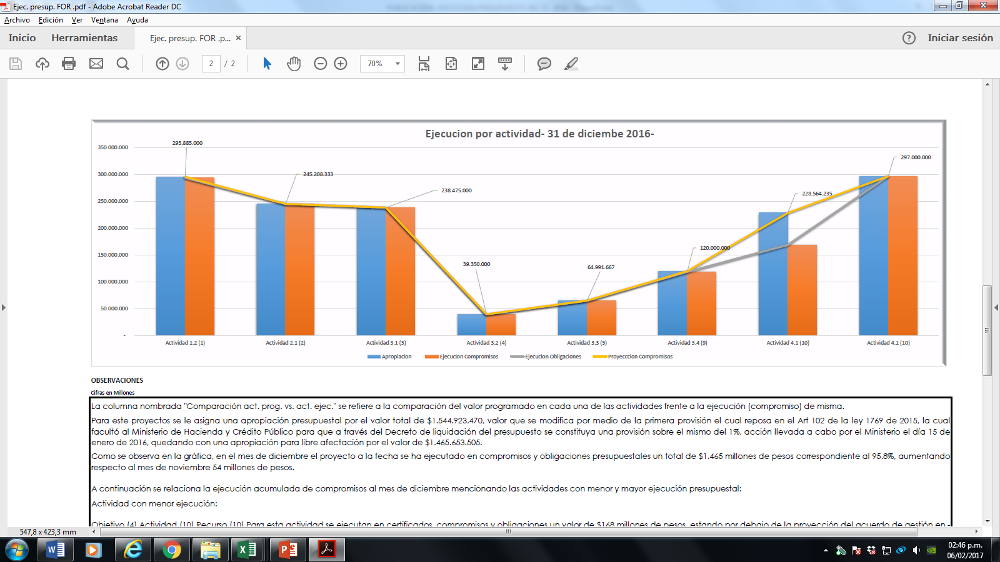 Ejec. presup. FOR .pdf - Adobe Acrobat Reader DC
Archivo Edición Ver Ventana Ayuda
Inicio Herramientas Ejec. presup. FOR .p... × ? Iniciar sesión
2 / 2 70%
Ejecucion por actividad- 31 de diciembe 2016-
350.000.000
300.000.000
250.000.000
200.000.000
150.000.000
100.000.000
50.000.000
-
295.885.000
245.208.333
238.475.000
39.350.000
64.991.667
120.000.000
228.564.235
297.000.000
Actividad 1.2 (1) Actividad 2.1 (2) Actividad 3.1 (3) Actividad 3.2 (4) Actividad 3.3 (5) Actividad 3.4 (9) Actividad 4.1 (10) Actividad 4.1 (10)
Apropiacion Ejecucion Compromisos Ejecucion Obligaciones Proyecccion Compromisos
OBSERVACIONES
Cifras en Millones
La columna nombrada "Comparación act. prog. vs. act. ejec." se refiere a la comparación del valor programado en cada una de las actividades frente a la ejecución (compromiso) de misma.
Para este proyectos se le asigna una apropiación presupuestal por el valor total de $1.544.923.470, valor que se modifica por medio de la primera provisión el cual reposa en el Art 102 de la ley 1769 de 2015, la cual
facultó al Ministerio de Hacienda y Crédito Público para que a través del Decreto de liquidación del presupuesto se constituya una provisión sobre el mismo del 1%, acción llevada a cabo por el Ministerio el día 15 de
enero de 2016, quedando con una apropiación para libre afectación por el valor de $1.465.653.505.
Como se observa en la gráfica, en el mes de diciembre el proyecto a la fecha se ha ejecutado en compromisos y obligaciones presupuestales un total de $1.465 millones de pesos correspondiente al 95.8%, aumentando
respecto al mes de noviembre 54 millones de pesos.
A continuación se relaciona la ejecución acumulada de compromisos al mes de diciembre mencionando las actividades con menor y mayor ejecución presupuestal:
Actividad con menor ejecución:
Objetivo (4) Actividad (10) Recurso (10) Para esta actividad se ejecutan en certificados, compromisos y obligaciones un valor de $168 millones de pesos, estando por debajo de la proyección del acuerdo de gestión en -
547,8 x 423,3 mm
02:46 p.m.
06/02/2017